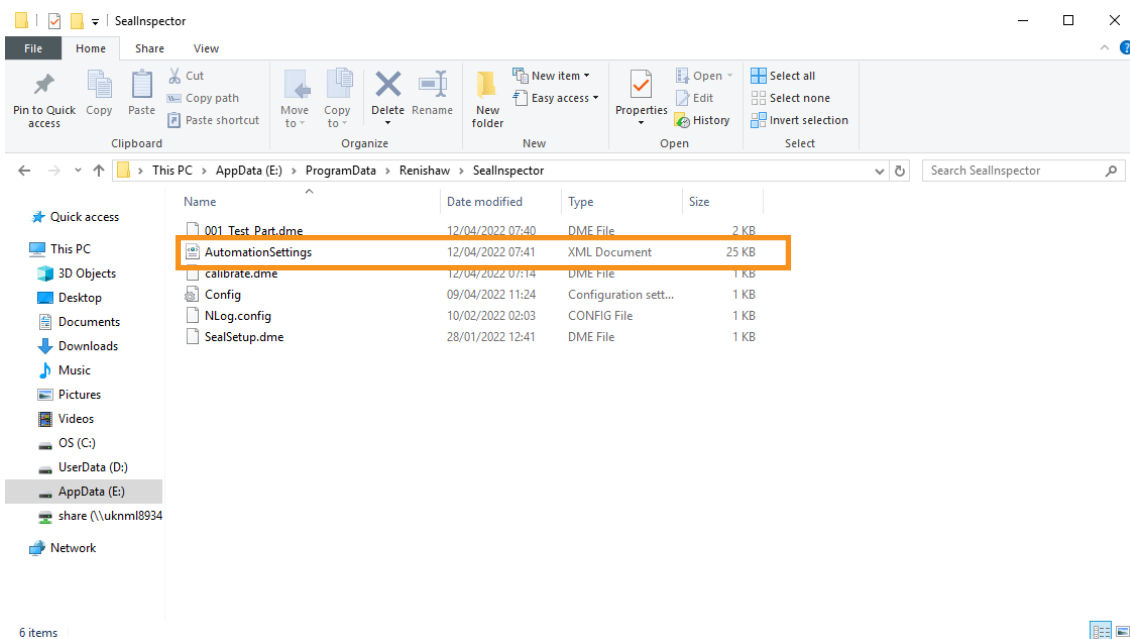 SealInspector
File Home Share View
Pin to Quick access
Copy
Paste
Cut
Copy path
Paste shortcut
Clipboard
Move to
Copy to
Delete
Rename
Organize
New folder
New item
Easy access
New
Properties
Open
Edit
History
Open
Select all
Select none
Invert selection
Select
This PC > AppData (E:) > ProgramData > Renishaw > SealInspector
Search SealInspector
Name Date modified Type Size
001_Test_Part.dme 12/04/2022 07:40 DME File 2 KB
AutomationSettings 12/04/2022 07:41 XML Document 25 KB
calibrate.dme 12/04/2022 07:14 DME File 1 KB
Config 09/04/2022 11:24 Configuration sett... 1 KB
NLog.config 10/02/2022 02:03 CONFIG File 1 KB
SealSetup.dme 28/01/2022 12:41 DME File 1 KB
Quick access
This PC
3D Objects
Desktop
Documents
Downloads
Music
Pictures
Videos
OS (C:)
UserData (D:)
AppData (E:)
share (\\uknml8934
Network
6 items